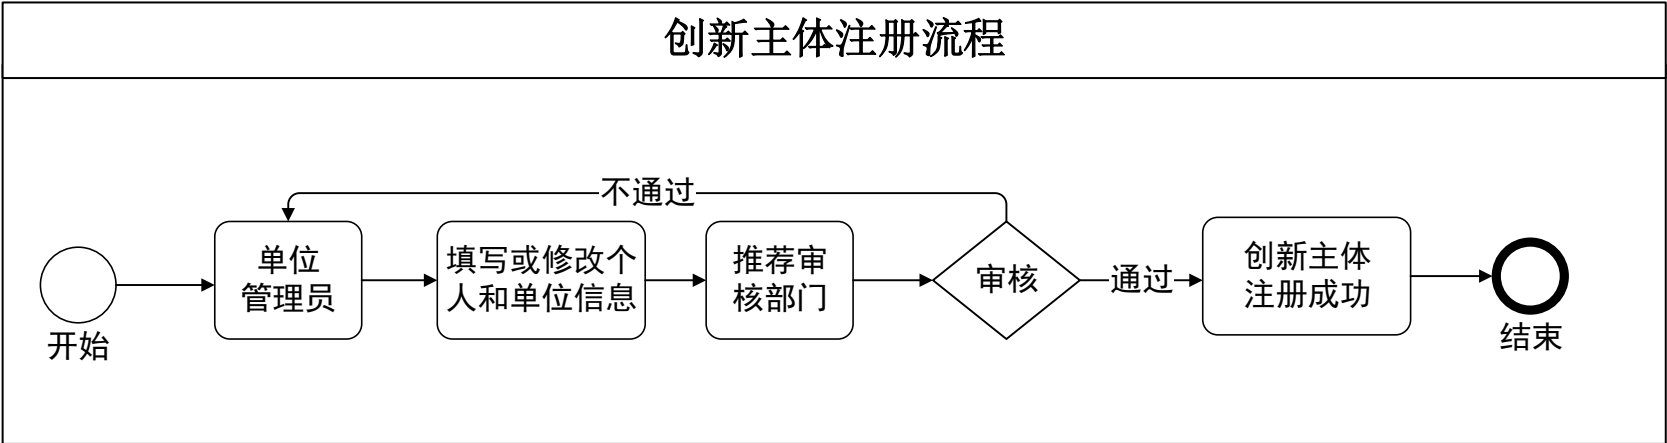 创新主体注册流程
不通过
开始
单位
管理员
填写或修改个
人和单位信息
推荐审
核部门
审核
通过
创新主体
注册成功
结束